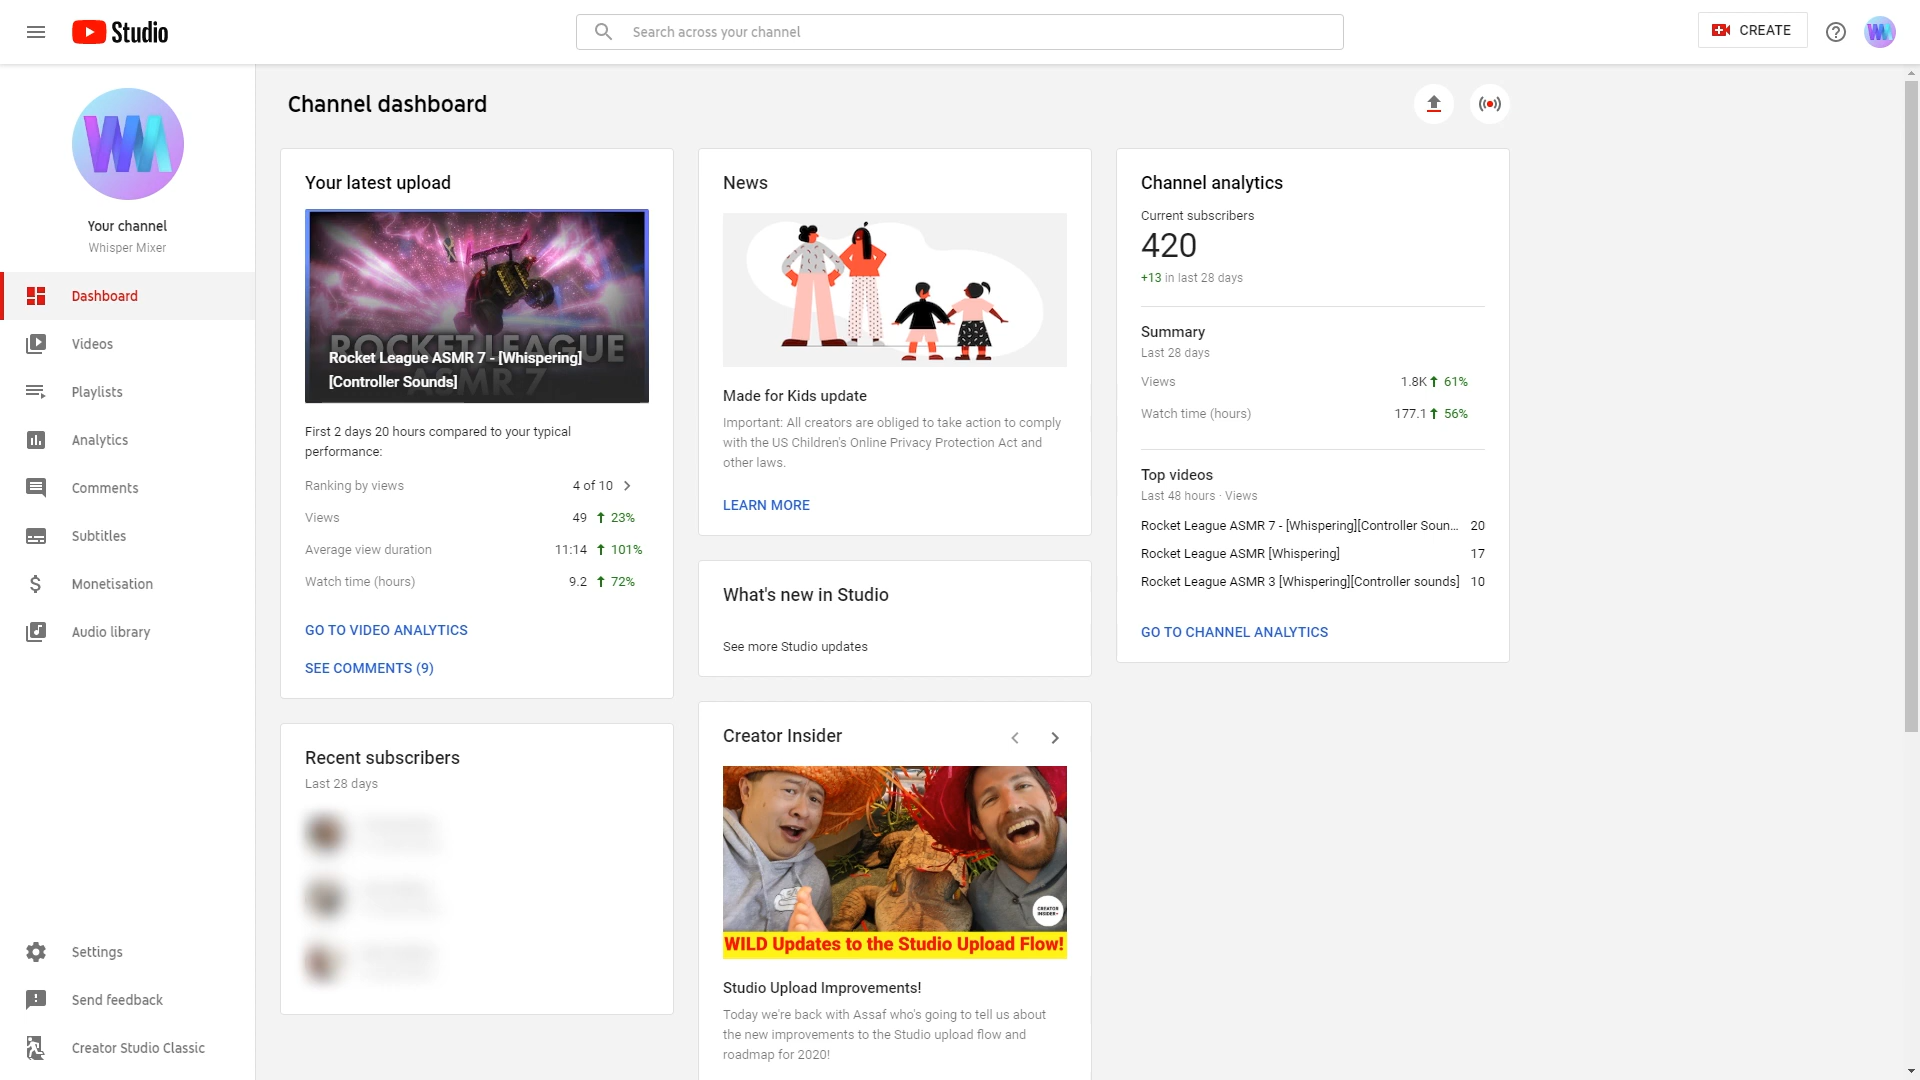 Studio
Search across your channel
CREATE
Your channel
Whisper Mixer
Dashboard
Videos
Playlists
Analytics
Comments
Subtitles
Monetisation
Audio library
Settings
Send feedback
Creator Studio Classic
Channel dashboard
Your latest upload
ROCKET LEAGUE
ASMR 7
Rocket League ASMR 7 - [Whispering]
[Controller Sounds]
First 2 days 20 hours compared to your typical
performance:
Ranking by views 4 of 10
Views 49 23%
Average view duration 11:14 101%
Watch time (hours) 9.2 72%
GO TO VIDEO ANALYTICS
SEE COMMENTS (9)
Recent subscribers
Last 28 days
News
Made for Kids update
Important: All creators are obliged to take action to comply
with the US Children's Online Privacy Protection Act and
other laws.
LEARN MORE
What's new in Studio
See more Studio updates
Creator Insider
CREATOR
INSIDER
WILD Updates to the Studio Upload Flow!
Studio Upload Improvements!
Today we're back with Assaf who's going to tell us about
the new improvements to the Studio upload flow and
roadmap for 2020!
Channel analytics
Current subscribers
420
+13 in last 28 days
Summary
Last 28 days
Views 1.8K 61%
Watch time (hours) 177.1 56%
Top videos
Last 48 hours · Views
Rocket League ASMR 7 - [Whispering][Controller Soun... 20
Rocket League ASMR [Whispering] 17
Rocket League ASMR 3 [Whispering][Controller sounds] 10
GO TO CHANNEL ANALYTICS